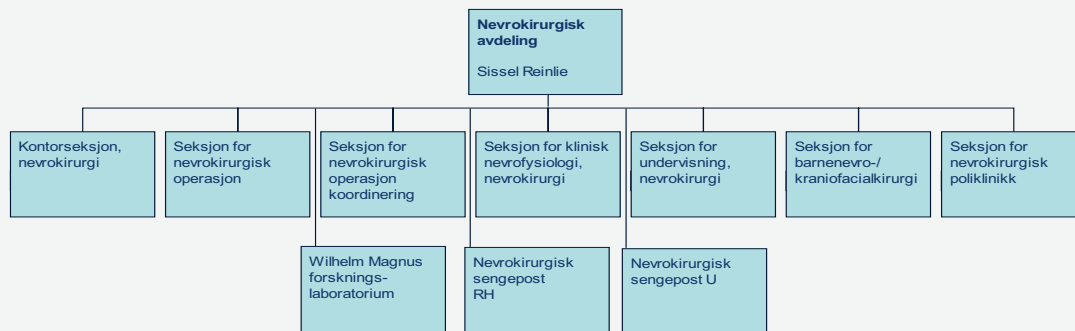 Nevrokirurgisk
avdeling
Sissel Reinlie
Kontorseksjon,
nevrokirurgi
Seksjon for
nevrokirurgisk
operasjon
Seksjon for
nevrokirurgisk
operasjon
koordinering
Seksjon for klinisk
nevrofysiologi,
nevrokirurgi
Seksjon for
undervisning,
nevrokirurgi
Seksjon for
barnenevro-/
kraniofacialkirurgi
Seksjon for
nevrokirurgisk
poliklinikk
Wilhelm Magnus
forsknings-
laboratorium
Nevrokirurgisk
sengepost
RH
Nevrokirurgisk
sengepost U